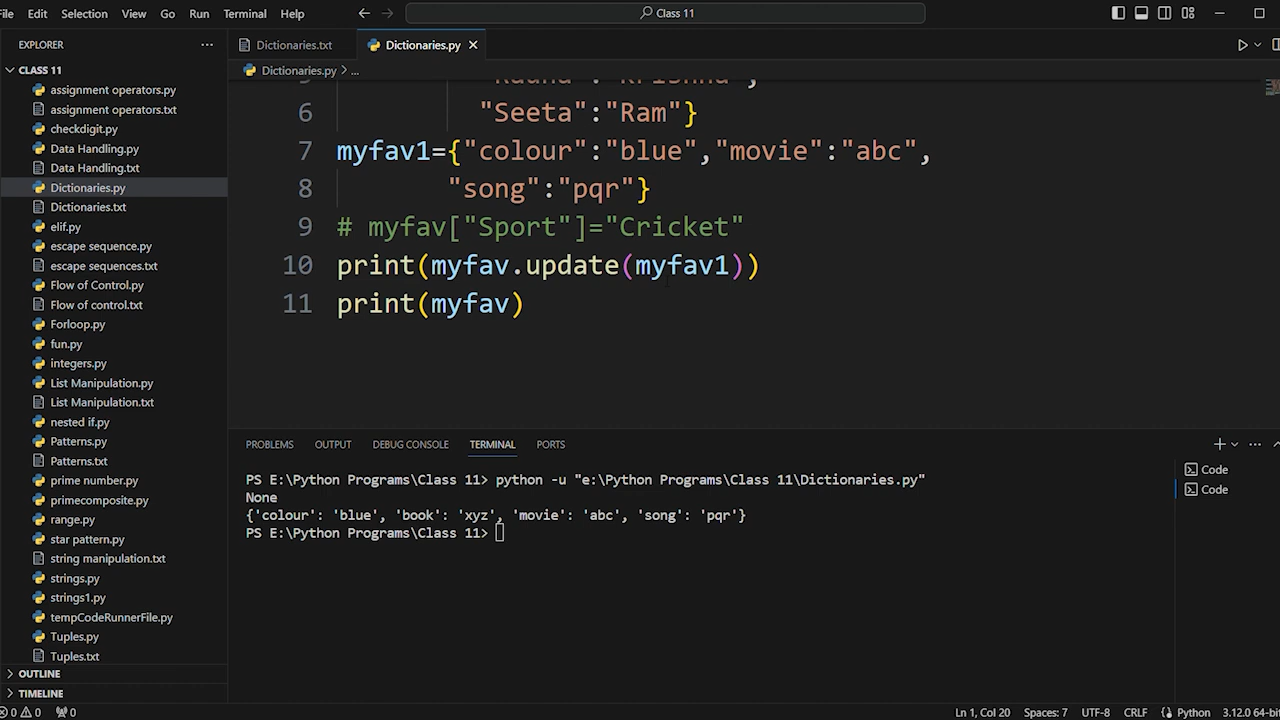 File Edit Selection View Go Run Terminal Help
Class 11
EXPLORER
Dictionaries.txt
Dictionaries.py
CLASS 11
Dictionaries.py > ...
assignment operators.py
assignment operators.txt
checkdigit.py
Data Handling.py
Data Handling.txt
Dictionaries.py
Dictionaries.txt
elif.py
escape sequence.py
escape sequences.txt
Flow of Control.py
Flow of control.txt
Forloop.py
fun.py
integers.py
List Manipulation.py
List Manipulation.txt
nested if.py
Patterns.py
Patterns.txt
prime number.py
primecomposite.py
range.py
star pattern.py
string manipulation.txt
strings.py
strings1.py
tempCodeRunnerFile.py
Tuples.py
Tuples.txt
OUTLINE
TIMELINE
6 "Seeta":"Ram"}
7 myfav1={"colour":"blue","movie":"abc",
8 "song":"pqr"}
9 # myfav["Sport"]="Cricket"
10 print(myfav.update(myfav1))
11 print(myfav)
PROBLEMS OUTPUT DEBUG CONSOLE TERMINAL PORTS
PS E:\Python Programs\Class 11> python -u "e:\Python Programs\Class 11\Dictionaries.py"
None
{'colour': 'blue', 'book': 'xyz', 'movie': 'abc', 'song': 'pqr'}
PS E:\Python Programs\Class 11>
Code
Code
0 0 0
Ln 1, Col 20 Spaces: 7 UTF-8 CRLF Python 3.12.0 64-bit